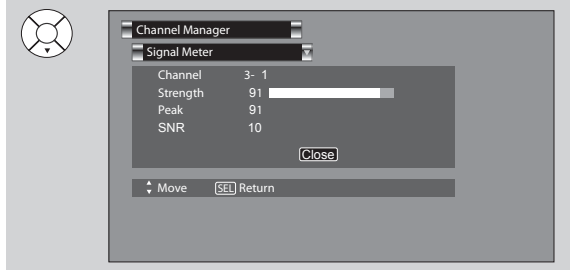 Channel Manager
Signal Meter
Channel 3- 1
Strength 91
Peak 91
SNR 10
Close
Move SEL Return